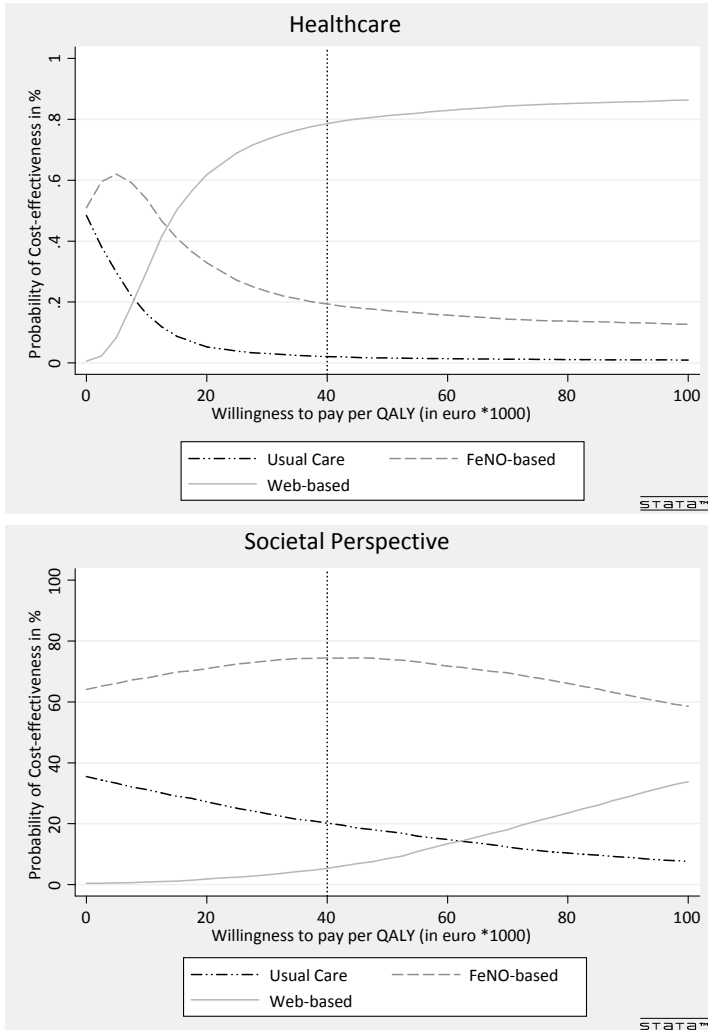 Healthcare
Probability of Cost-effectiveness in %
1
.8
.6
.4
.2
0
0 20 40 60 80 100
Willingness to pay per QALY (in euro *1000)
Usual Care FeNO-based
Web-based
STATA™
Societal Perspective
Probability of Cost-effectiveness in %
100
80
60
40
20
0
0 20 40 60 80 100
Willingness to pay per QALY (in euro *1000)
Usual Care FeNO-based
Web-based
STATA™